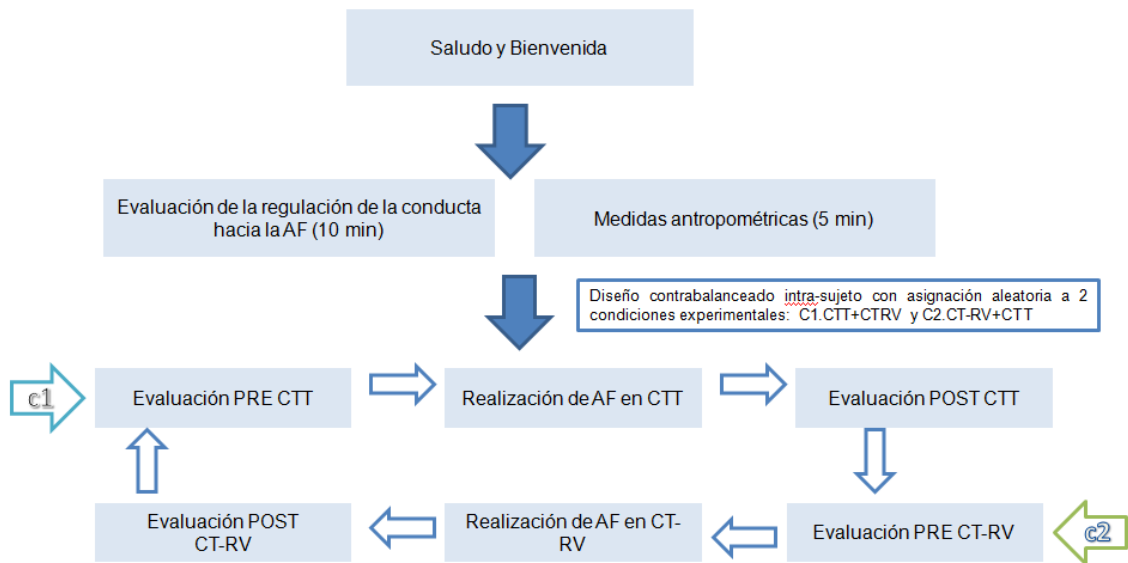 Saludo y Bienvenida
Evaluación de la regulación de la conducta
hacia la AF (10 min)
Medidas antropométricas (5 min)
Diseño contrabalanceado intra-sujeto con asignación aleatoria a 2
condiciones experimentales: C1.CTT+CTRV y C2.CT-RV+CTT
c1
Evaluación PRE CTT
Realización de AF en CTT
Evaluación POST CTT
Evaluación POST
CT-RV
Realización de AF en CT-
RV
Evaluación PRE CT-RV
c2